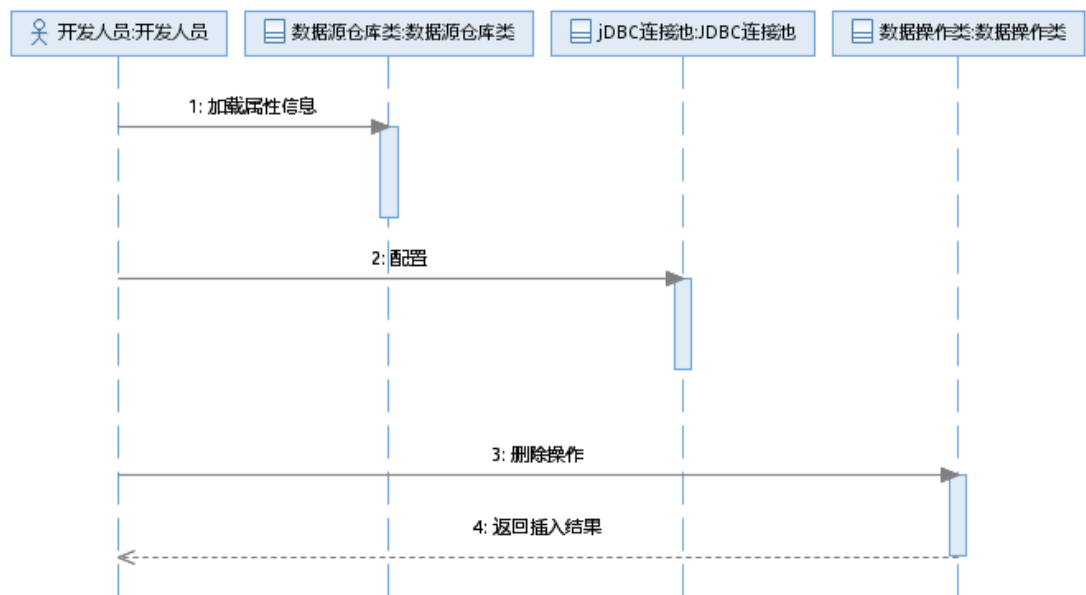 开发人员:开发人员
数据源仓库类:数据源仓库类
jDBC连接也:JDBC连接池
数据操作类:数据操作类
1: 加载属性信息
2: 配置
3: 删除操作
4: 返回插入结果